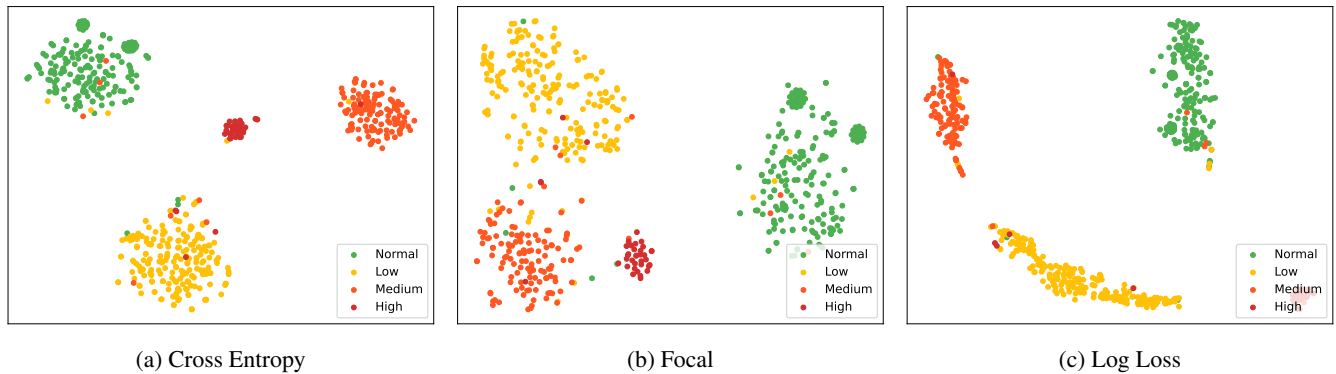 Normal
Low
Medium
High
Normal
Low
Medium
High
Normal
Low
Medium
High
(a) Cross Entropy
(b) Focal
(c) Log Loss